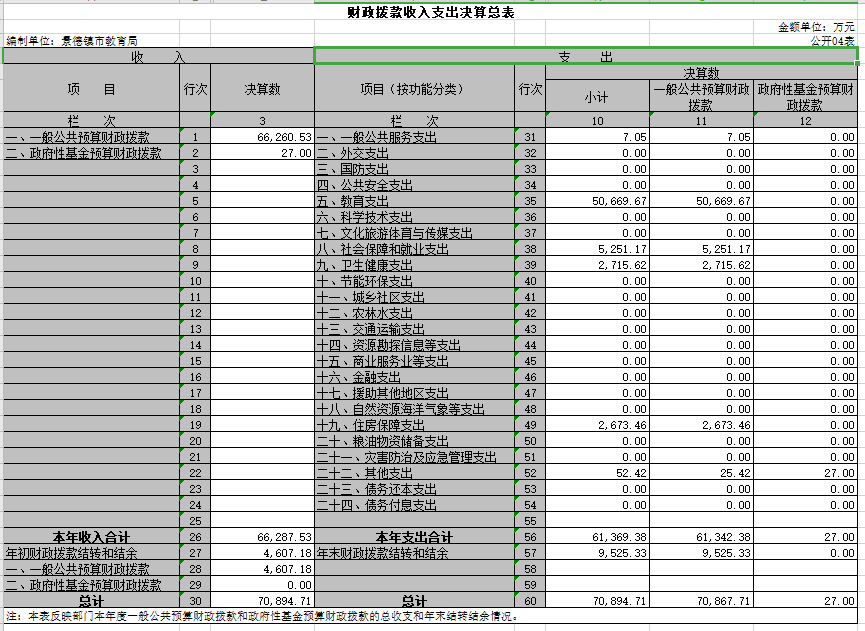 财政拨款收入支出决算总表
金额单位：万元
编制单位：景德镇市教育局 公开04表
收 入 支 出
项 目 行次 决算数 项目（按功能分类） 行次 决算数
小计 一般公共预算财政拨款 政府性基金预算财政拨款
栏 次 3 栏 次 10 11 12
一、一般公共预算财政拨款 1 66,260.53 一、一般公共服务支出 31 7.05 7.05 0.00
二、政府性基金预算财政拨款 2 27.00 二、外交支出 32 0.00 0.00 0.00
3 三、国防支出 33 0.00 0.00 0.00
4 四、公共安全支出 34 0.00 0.00 0.00
5 五、教育支出 35 50,669.67 50,669.67 0.00
6 六、科学技术支出 36 0.00 0.00 0.00
7 七、文化旅游体育与传媒支出 37 0.00 0.00 0.00
8 八、社会保障和就业支出 38 5,251.17 5,251.17 0.00
9 九、卫生健康支出 39 2,715.62 2,715.62 0.00
10 十、节能环保支出 40 0.00 0.00 0.00
11 十一、城乡社区支出 41 0.00 0.00 0.00
12 十二、农林水支出 42 0.00 0.00 0.00
13 十三、交通运输支出 43 0.00 0.00 0.00
14 十四、资源勘探信息等支出 44 0.00 0.00 0.00
15 十五、商业服务业等支出 45 0.00 0.00 0.00
16 十六、金融支出 46 0.00 0.00 0.00
17 十七、援助其他地区支出 47 0.00 0.00 0.00
18 十八、自然资源海洋气象等支出 48 0.00 0.00 0.00
19 十九、住房保障支出 49 2,673.46 2,673.46 0.00
20 二十、粮油物资储备支出 50 0.00 0.00 0.00
21 二十一、灾害防治及应急管理支出 51 0.00 0.00 0.00
22 二十二、其他支出 52 52.42 25.42 27.00
23 二十三、债务还本支出 53 0.00 0.00 0.00
24 二十四、债务付息支出 54 0.00 0.00 0.00
25 55
本年收入合计 26 66,287.53 本年支出合计 56 61,369.38 61,342.38 27.00
年初财政拨款结转和结余 27 4,607.18 年末财政拨款结转和结余 57 9,525.33 9,525.33 0.00
一、一般公共预算财政拨款 28 4,607.18 58
二、政府性基金预算财政拨款 29 0.00 59
总计 30 70,894.71 总计 60 70,894.71 70,867.71 27.00
注：本表反映部门本年度一般公共预算财政拨款和政府性基金预算财政拨款的总收支和年末结转结余情况。